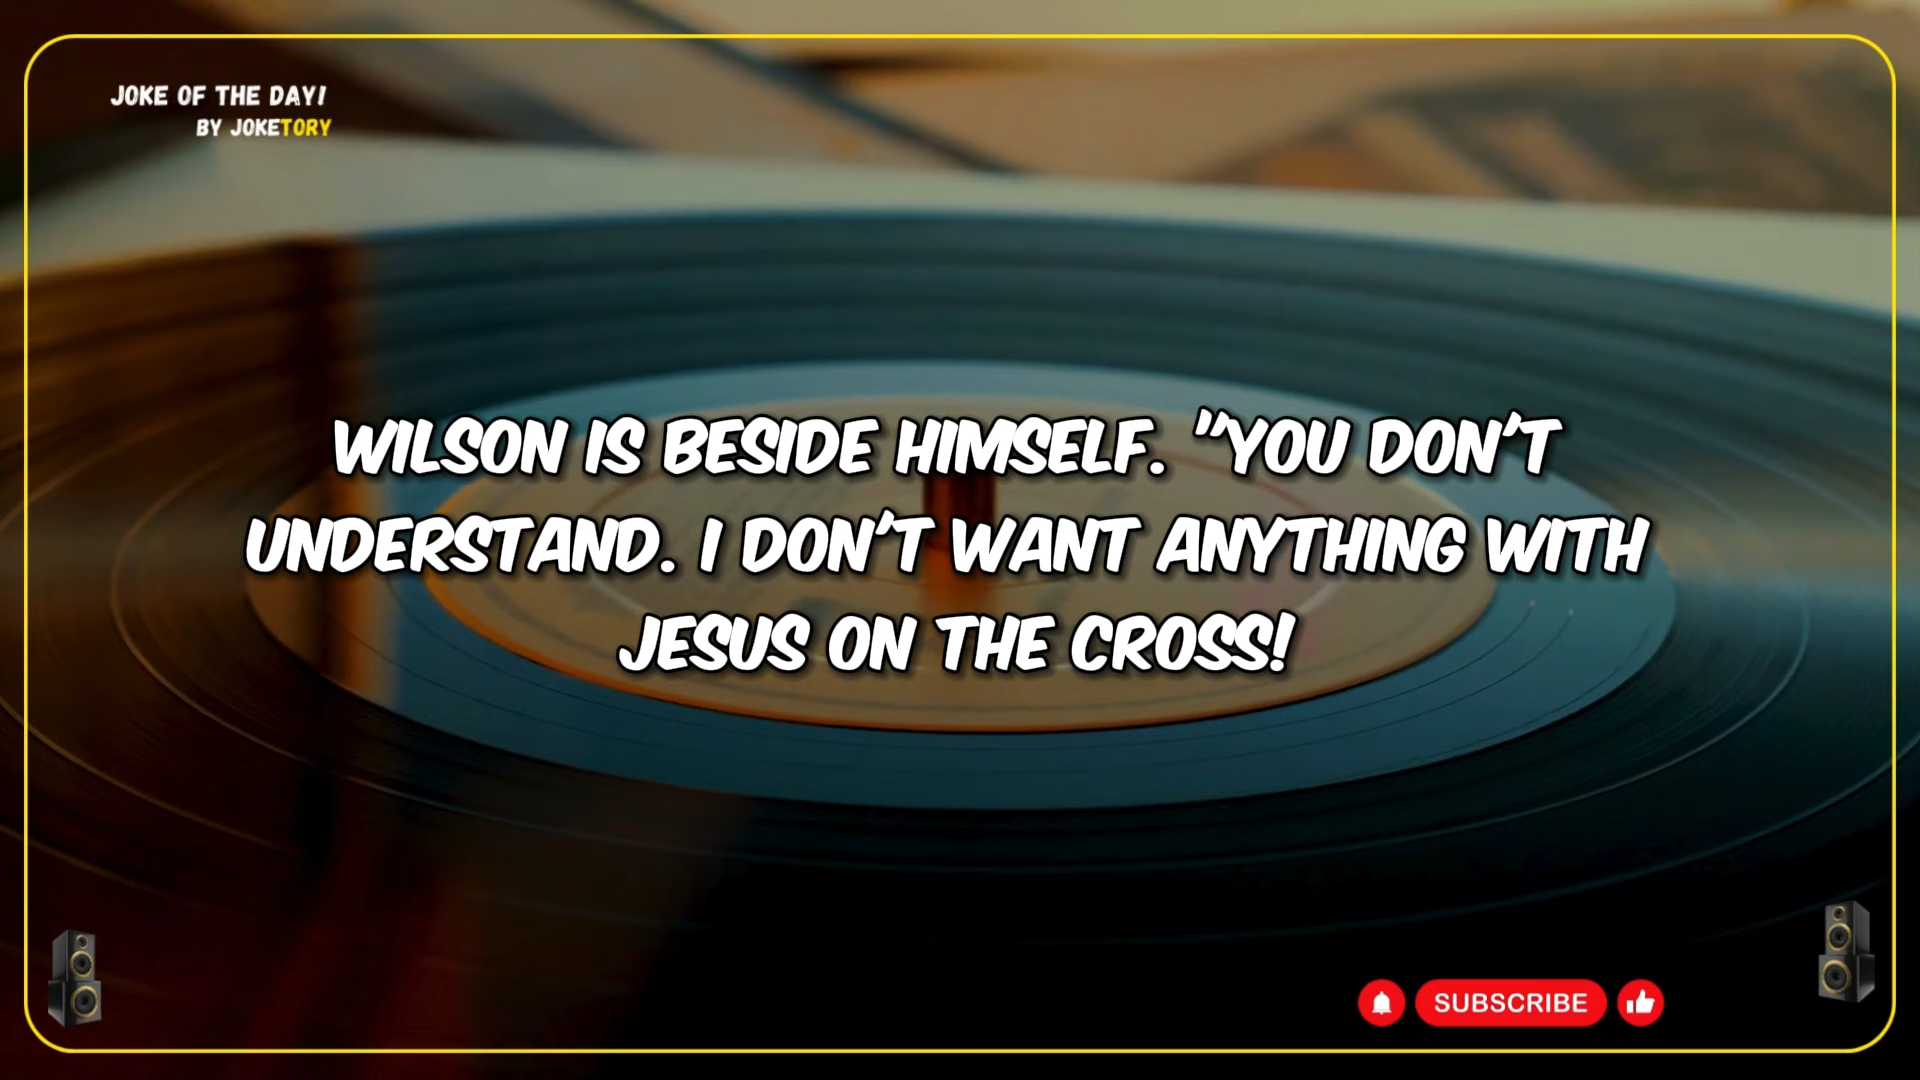 JOKE OF THE DAY!
BY JOKETORY
WILSON IS BESIDE HIMSELF. "YOU DON'T
UNDERSTAND. I DON'T WANT ANYTHING WITH
JESUS ON THE CROSS!
SUBSCRIBE